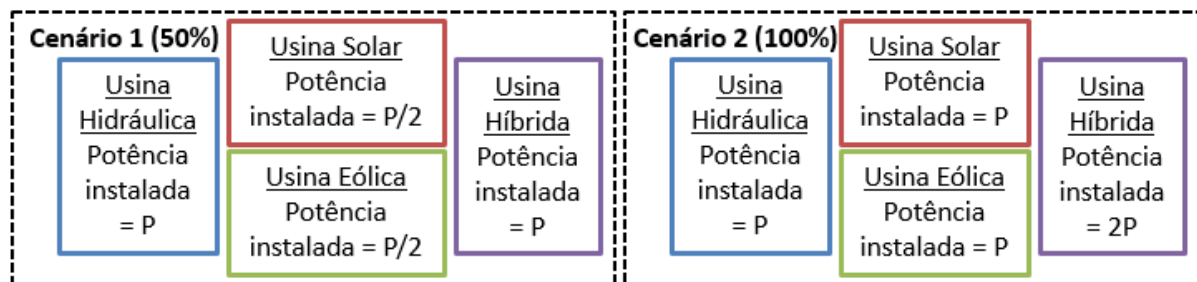 Cenário 1 (50%)
Usina
Hidráulica
Potência
instalada
= P
Usina Solar
Potência
instalada = P/2
Usina Eólica
Potência
instalada = P/2
Usina
Híbrida
Potência
instalada
= P
Cenário 2 (100%)
Usina
Hidráulica
Potência
instalada
= P
Usina Solar
Potência
instalada = P
Usina Eólica
Potência
instalada = P
Usina
Híbrida
Potência
instalada
= 2P